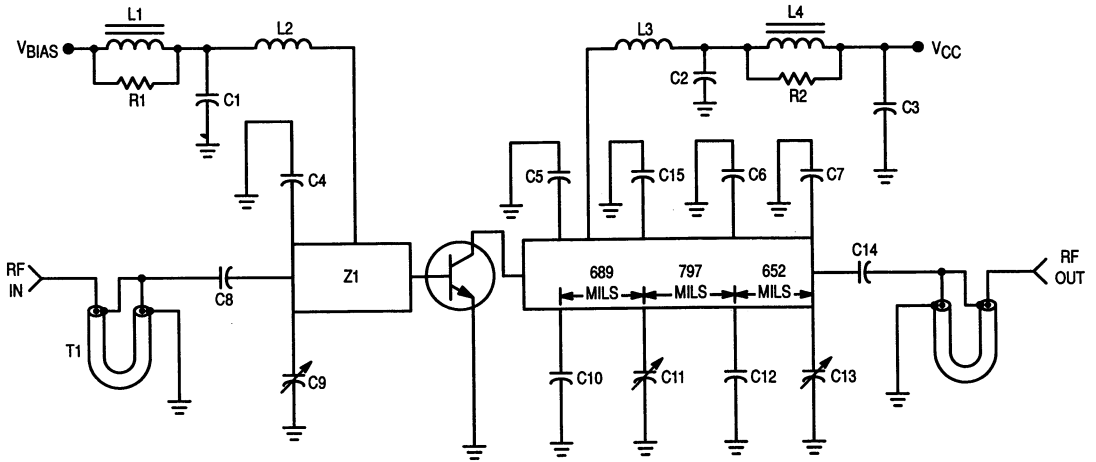 L1
L2
L3
L4
VBIAS
VCC
R1
C1
C2
R2
C3
C4
C5
C15
C6
C7
RF
IN
C8
Z1
689
MILS
797
MILS
652
MILS
C14
RF
OUT
T1
C9
C10
C11
C12
C13